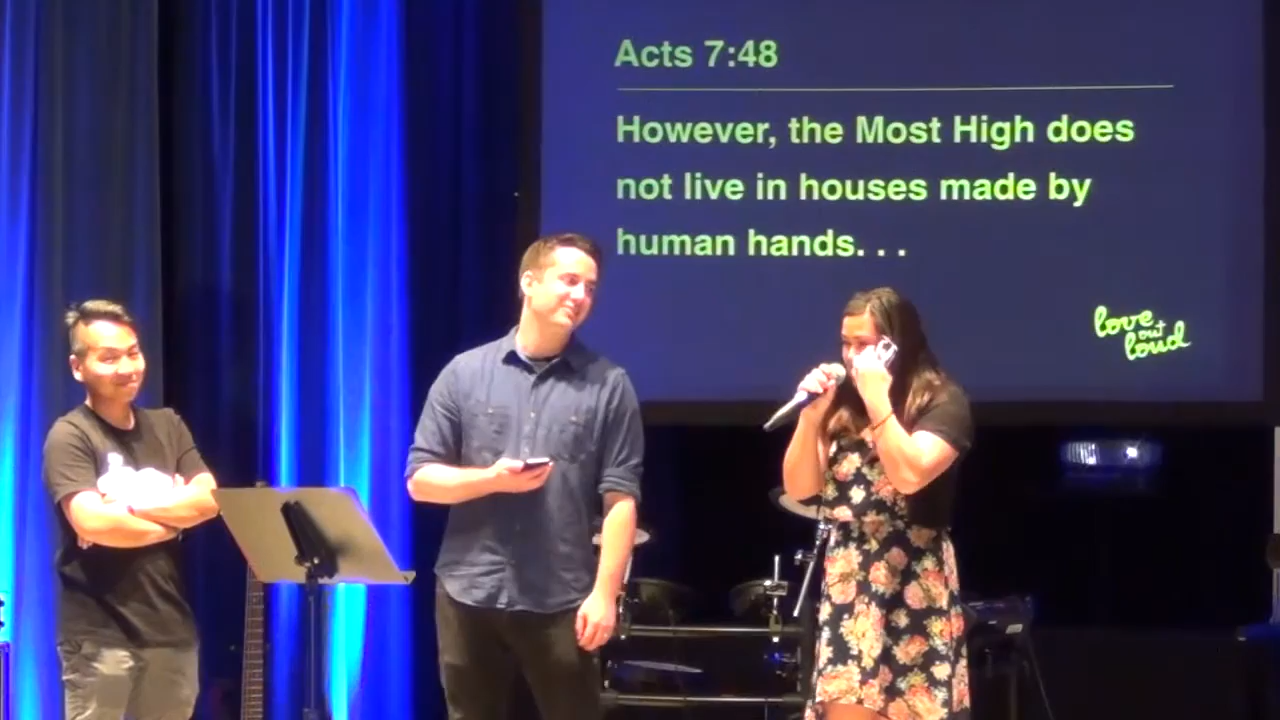 Acts 7:48
However, the Most High does
not live in houses made by
human hands. . .
love
out
loud